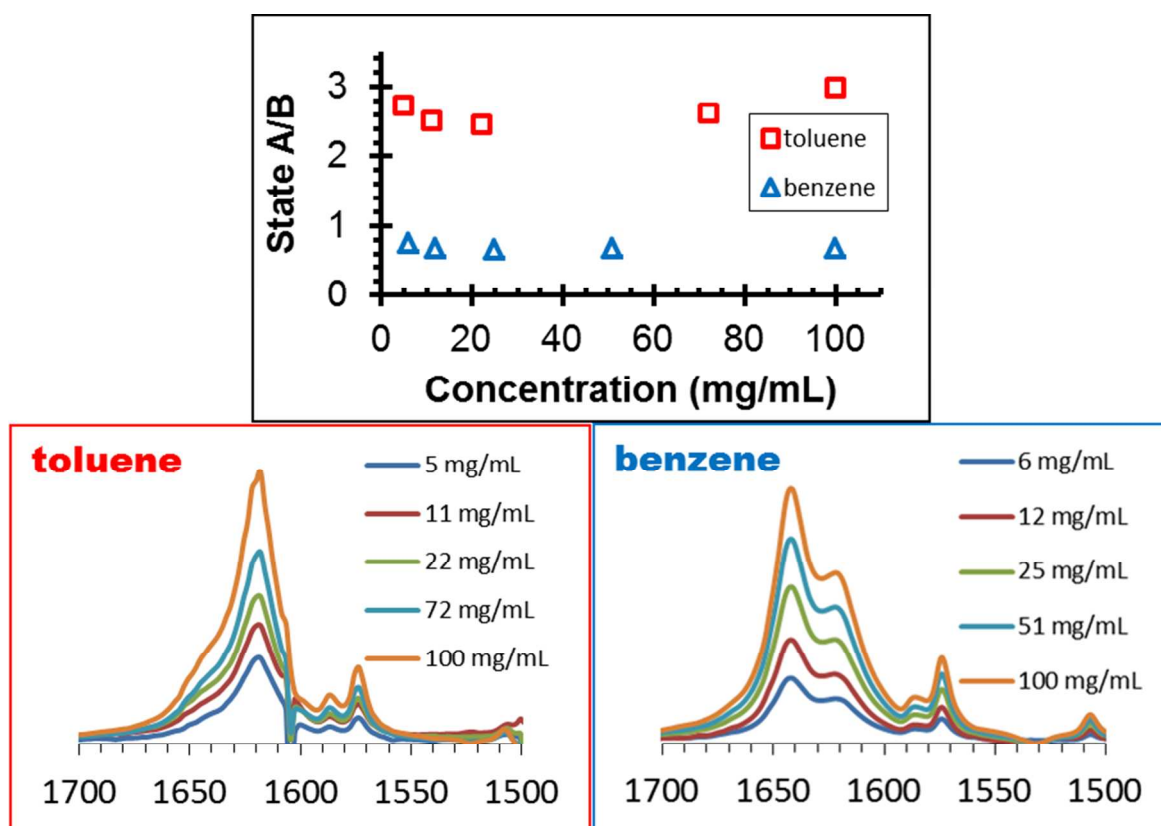 3
2
1
0
State A/B
toluene
benzene
0 20 40 60 80 100
Concentration (mg/mL)
toluene
5 mg/mL
11 mg/mL
22 mg/mL
72 mg/mL
100 mg/mL
1700 1650 1600 1550 1500
benzene
6 mg/mL
12 mg/mL
25 mg/mL
51 mg/mL
100 mg/mL
1700 1650 1600 1550 1500